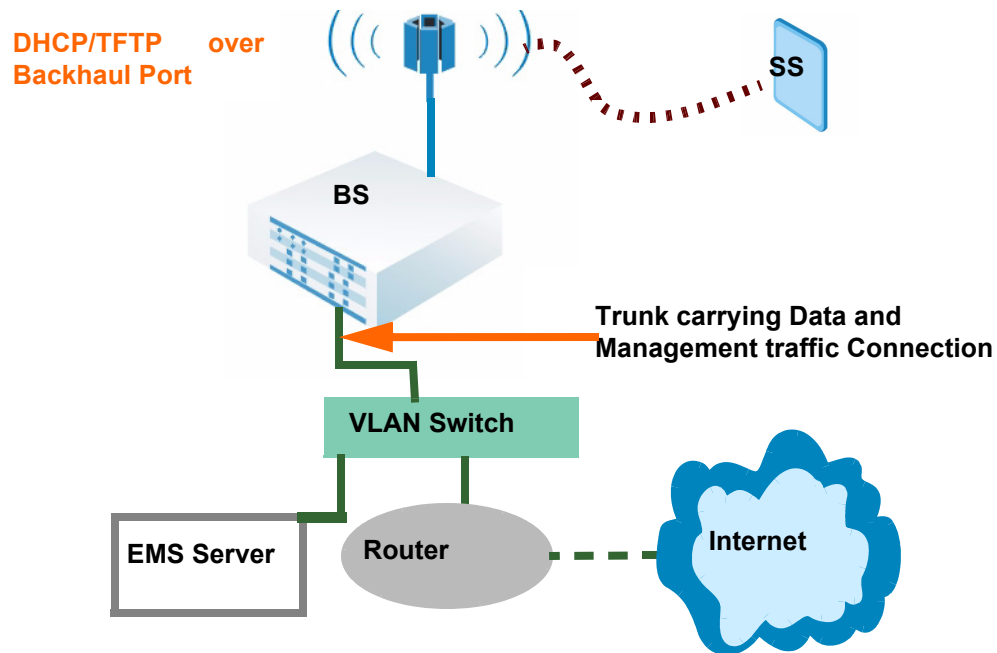 DHCP/TFTP over
Backhaul Port
SS
BS
Trunk carrying Data and
Management traffic Connection
VLAN Switch
EMS Server
Router
Internet